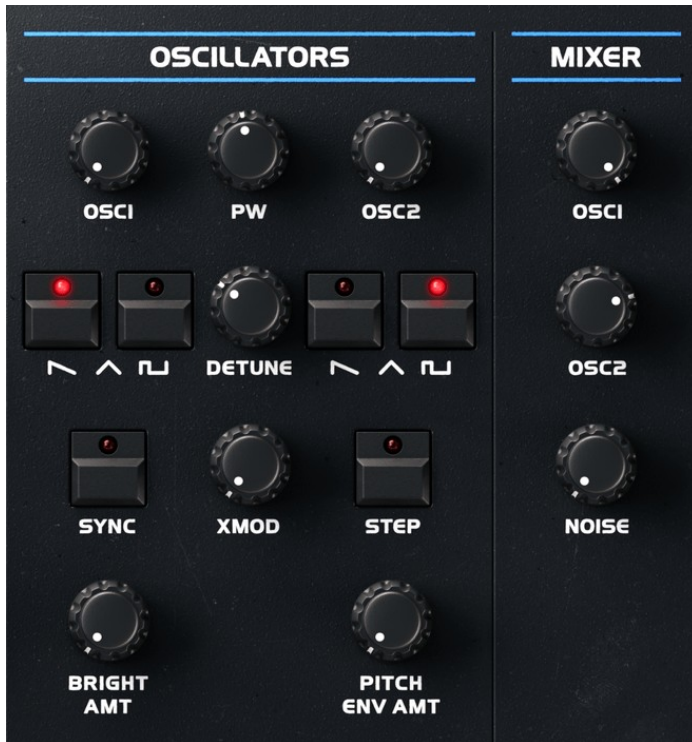 OSCILLATORS
MIXER
OSC1
PW
OSC2
OSC1
DETUNE
OSC2
SYNC
XMOD
STEP
NOISE
BRIGHT
AMT
PITCH
ENV AMT